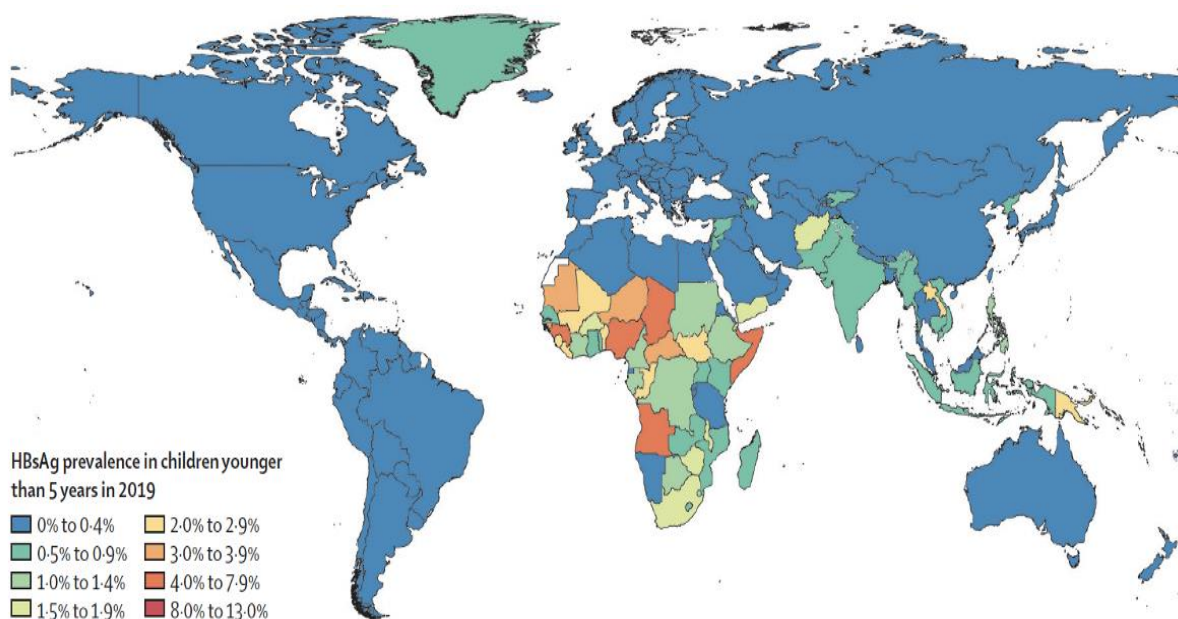 HBsAg prevalence in children younger
than 5 years in 2019
0% to 0·4%
0·5% to 0·9%
1·0% to 1·4%
1·5% to 1·9%
2·0% to 2·9%
3·0% to 3·9%
4·0% to 7·9%
8·0% to 13·0%